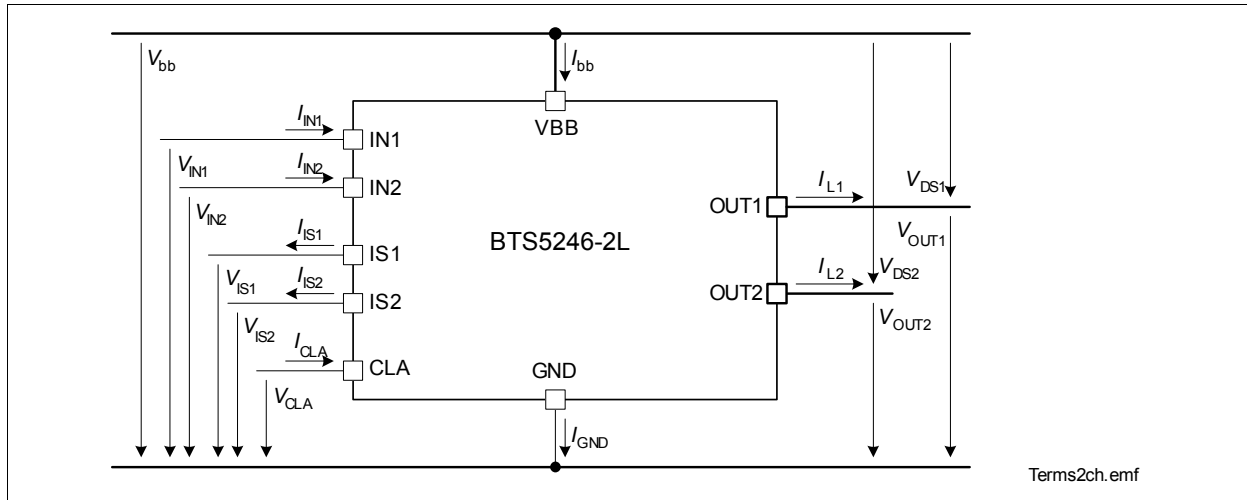 V_bb
I_bb
VBB
I_IN1
IN1
V_IN1
I_IN2
IN2
V_IN2
I_IS1
IS1
V_IS1
I_IS2
IS2
V_IS2
I_CLA
CLA
V_CLA
BTS5246-2L
OUT1
I_L1
V_DS1
V_OUT1
OUT2
I_L2
V_DS2
V_OUT2
GND
I_GND
Terms2ch.emf